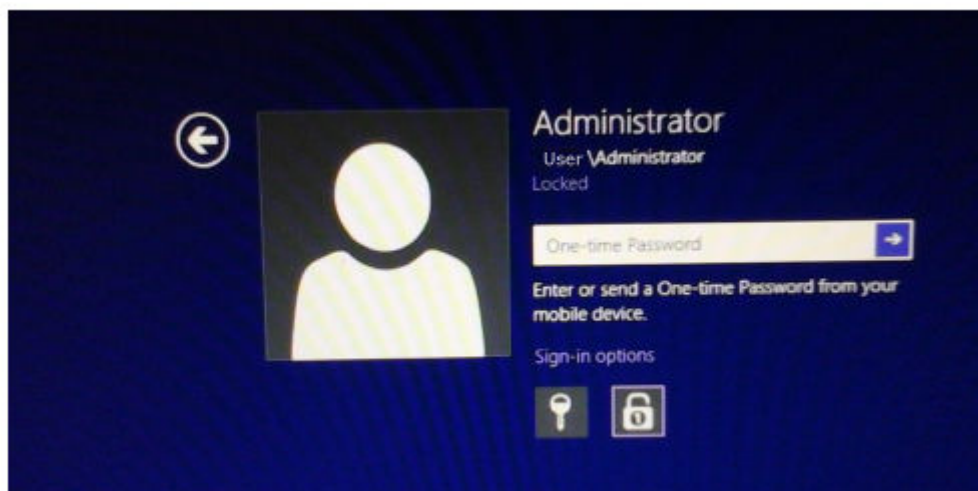 Administrator
User \Administrator
Locked
One-time Password
Enter or send a One-time Password from your
mobile device.
Sign-in options
1